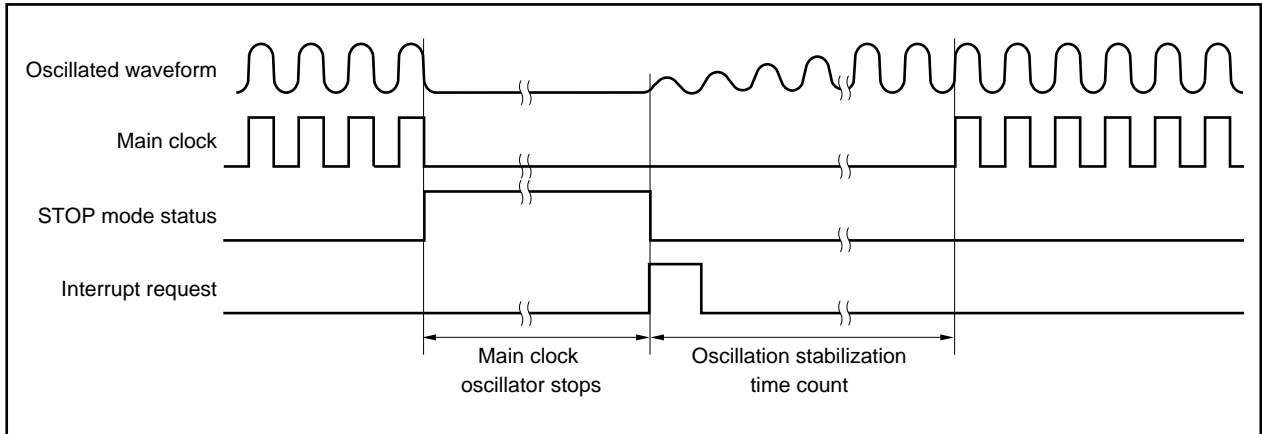 Oscillated waveform
Main clock
STOP mode status
Interrupt request
Main clock
oscillator stops
Oscillation stabilization
time count